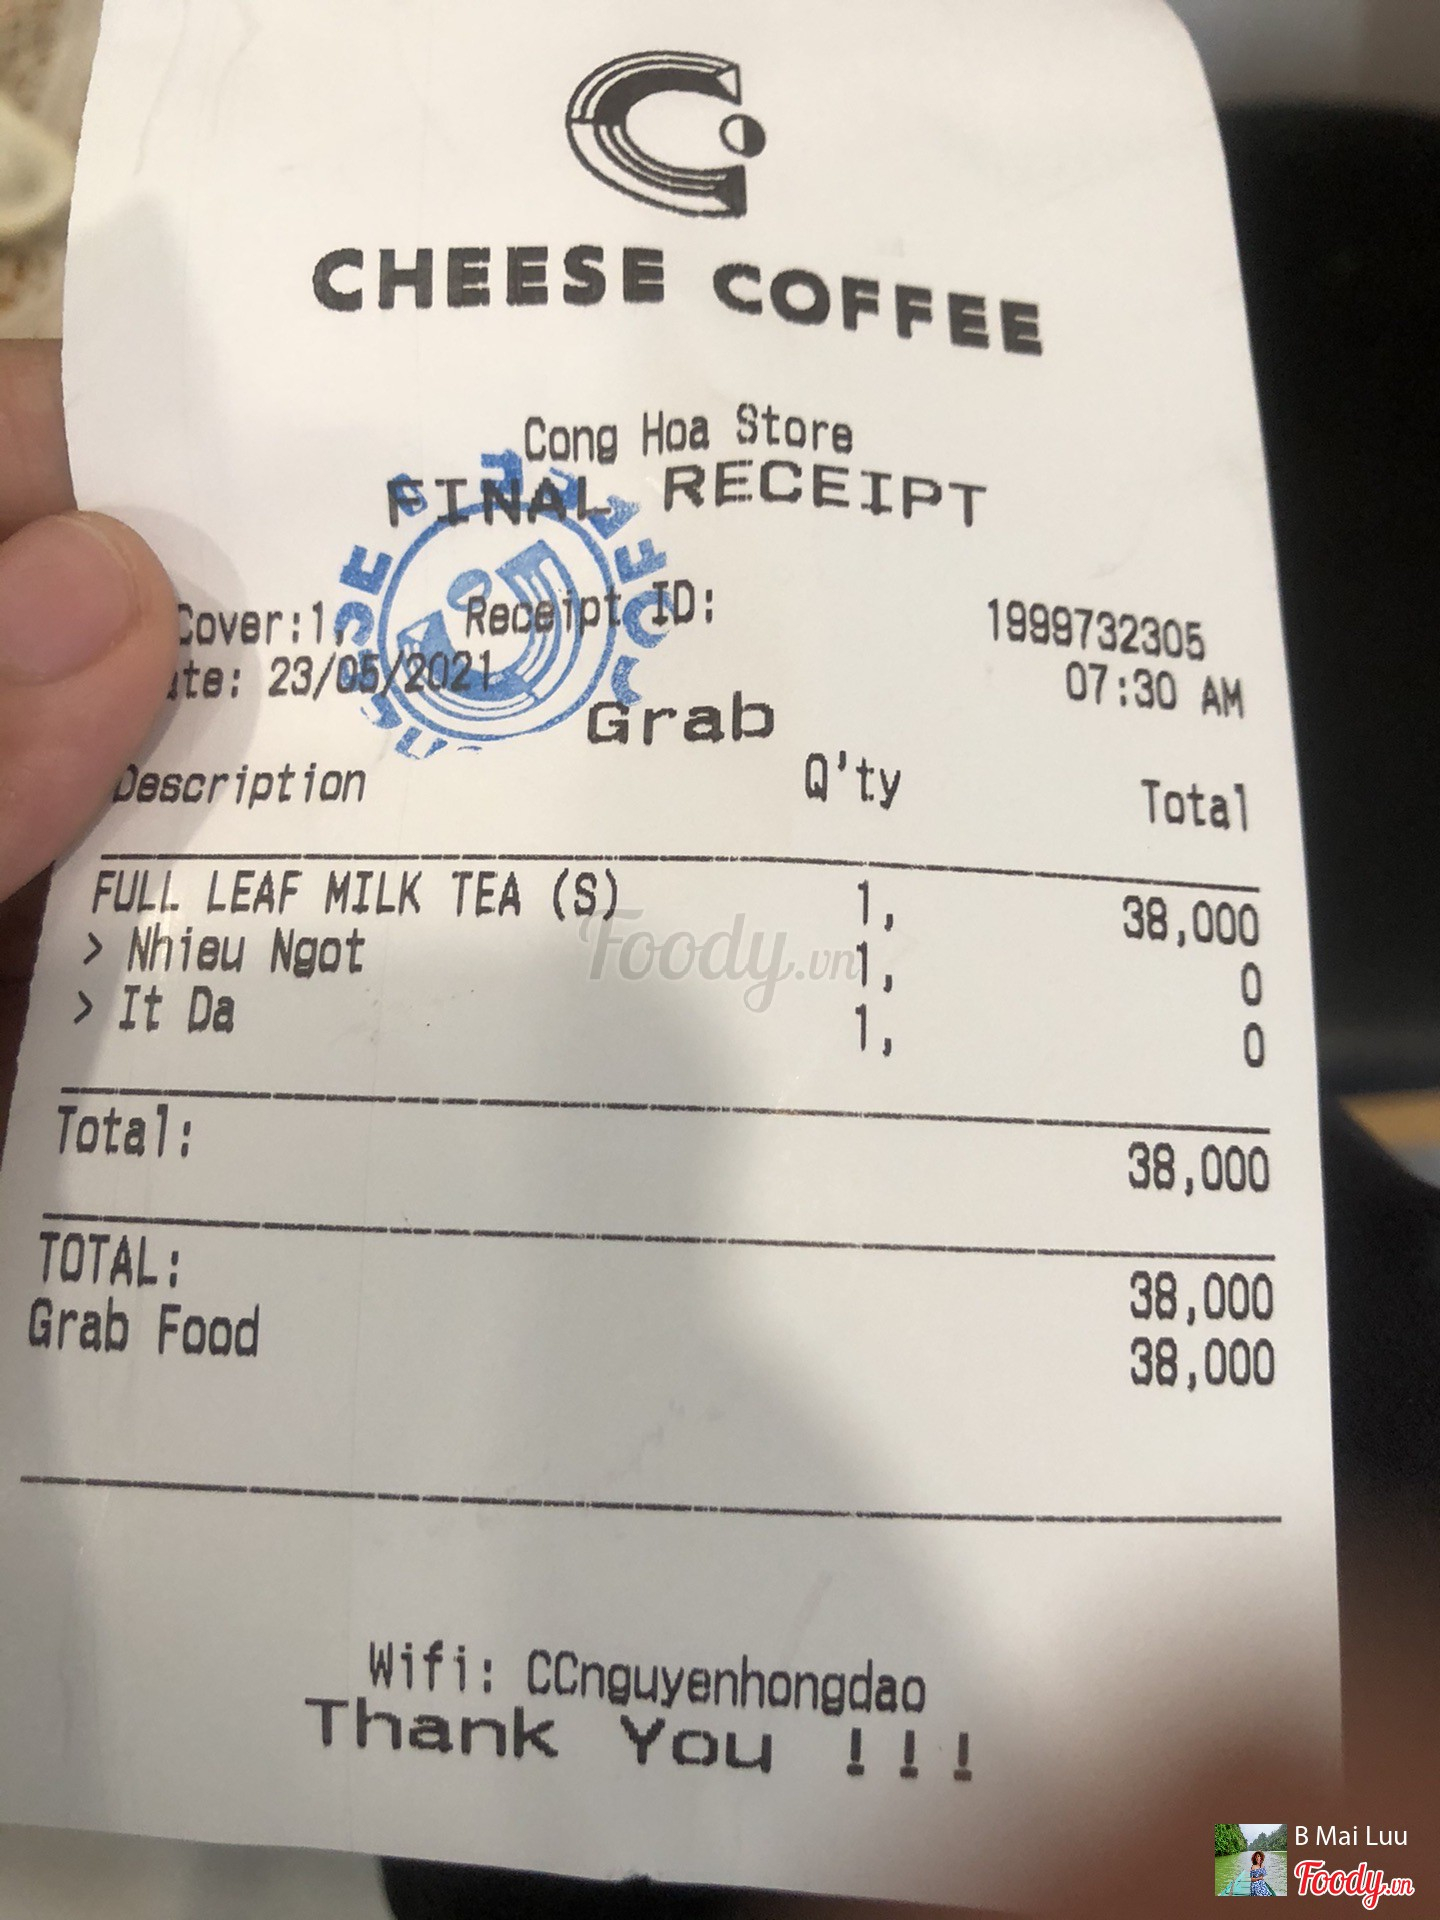 CHEESE COFFEE
Cong Hoa Store
FINAL RECEIPT
Cover:1, Receipt ID: 1999732305
ate: 23/05/2021 07:30 AM
Grab
Description Q'ty Total
FULL LEAF MILK TEA (S) 1, 38,000
> Nhieu Ngot 1, 0
> It Da 1, 0
Foody.vn
Total: 38,000
TOTAL: 38,000
Grab Food 38,000
Wifi: CCnguyenhongdao
Thank You !!!
B Mai Luu
Foody.vn